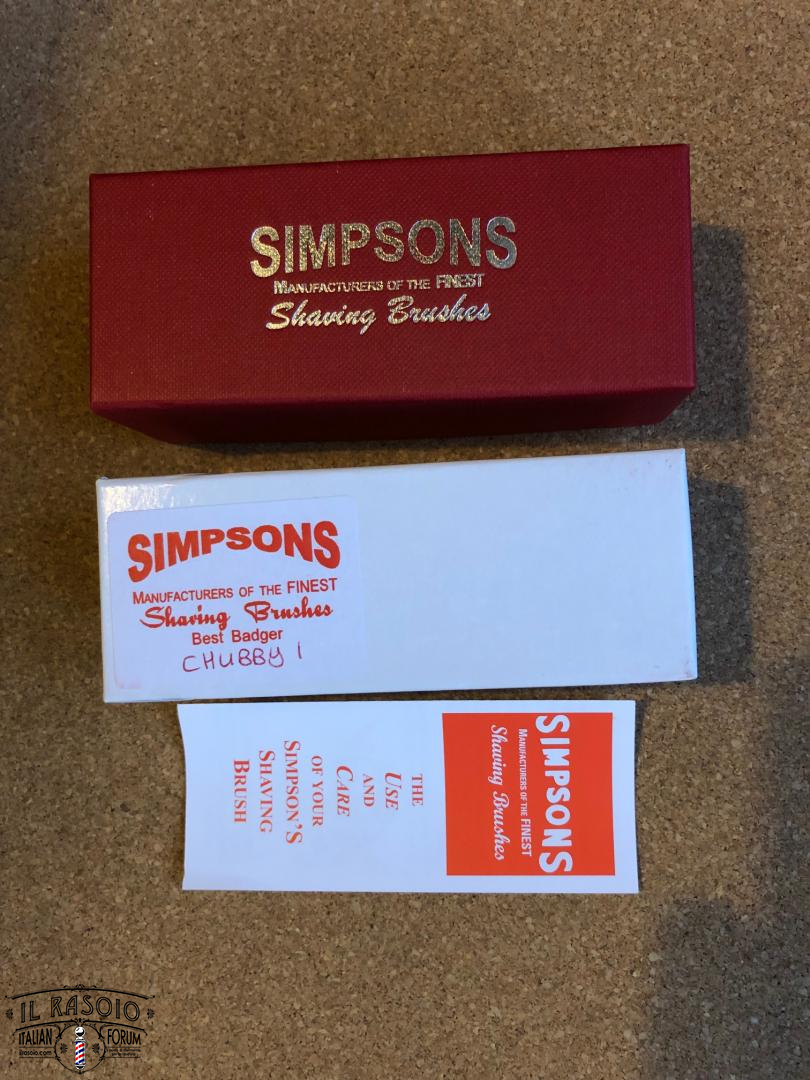 SIMPSONS
MANUFACTURERS OF THE FINEST
Shaving Brushes
SIMPSONS
MANUFACTURERS OF THE FINEST
Shaving Brushes
Best Badger
CHUBBY 1
SIMPSONS
MANUFACTURERS OF THE FINEST
Shaving Brushes
THE
USE
AND
CARE
OF YOUR
SIMPSON'S
SHAVING
BRUSH
IL RASOIO
ITALIAN FORUM
ilrasoio.com